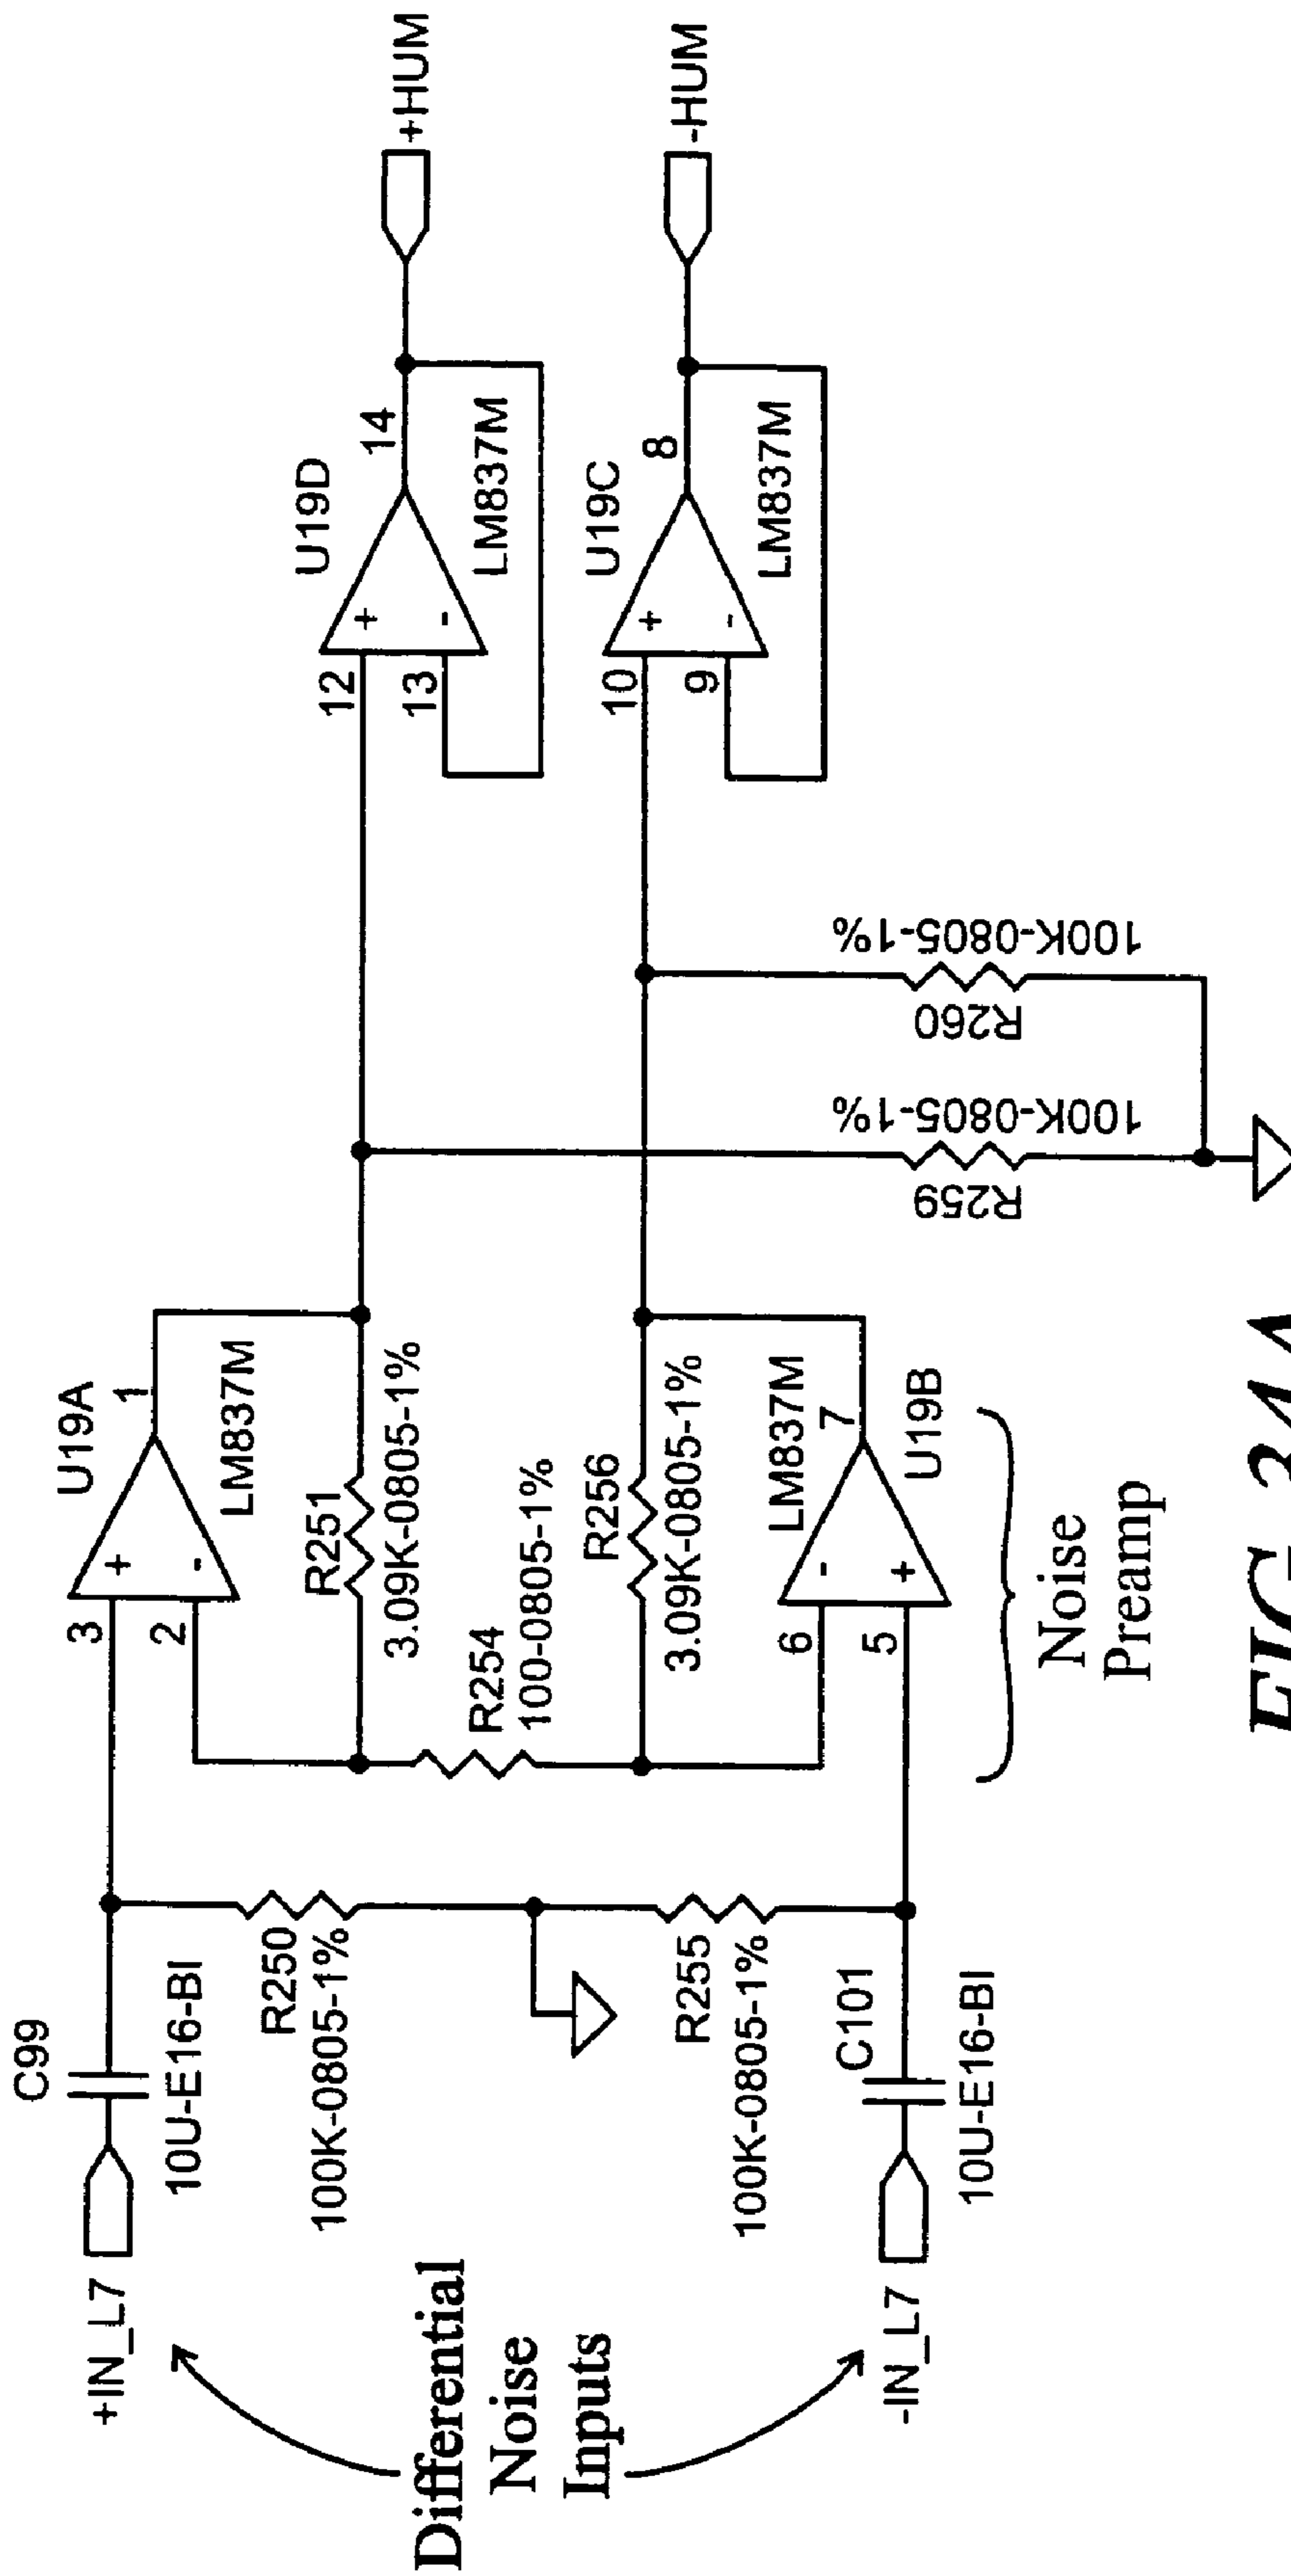 C99
+IN_L7
10U-E16-BI
R250
100K-0805-1%
3
2
U19A
1
LM837M
R251
3.09K-0805-1%
R254
100-0805-1%
R256
3.09K-0805-1%
LM837M
7
6
5
U19B
R255
100K-0805-1%
C101
-IN_L7
10U-E16-BI
Differential
Noise
Inputs
Noise
Preamp
R259
100K-0805-1%
R260
100K-0805-1%
U19D
12
13
14
LM837M
+HUM
U19C
10
9
8
LM837M
-HUM
+
-
+
-
+
-
-
+
FIG 34A